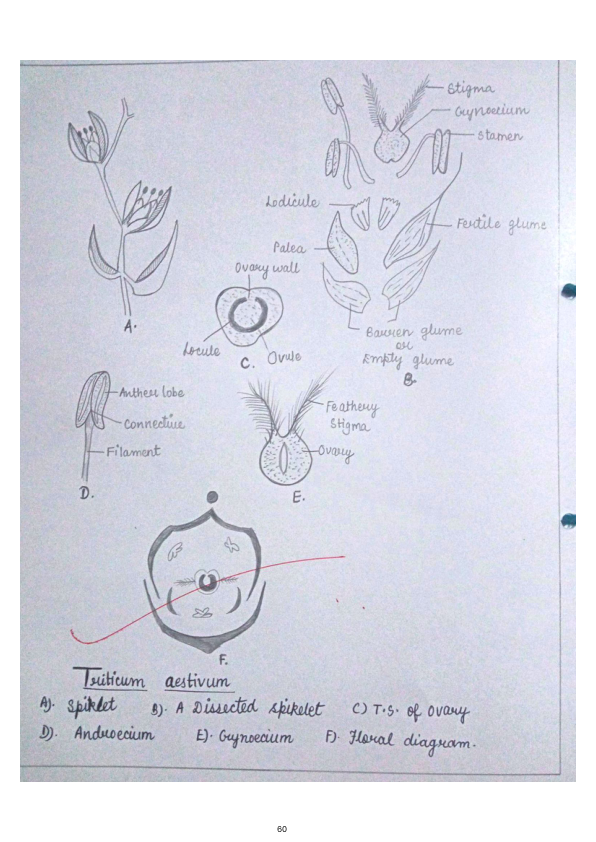 Stigma
Gynoecium
Stamen
Lodicule
Fertile glume
Palea
Ovary wall
Barren glume
or
Empty glume
Locule
Ovule
A.
C.
B.
Anther lobe
Connective
Filament
D.
Feathery
Stigma
Ovary
E.
F.
Triticum aestivum
A). Spikelet B). A Dissected spikelet C) T.S. of Ovary
D). Androecium E). Gynoecium F). Floral diagram.
60